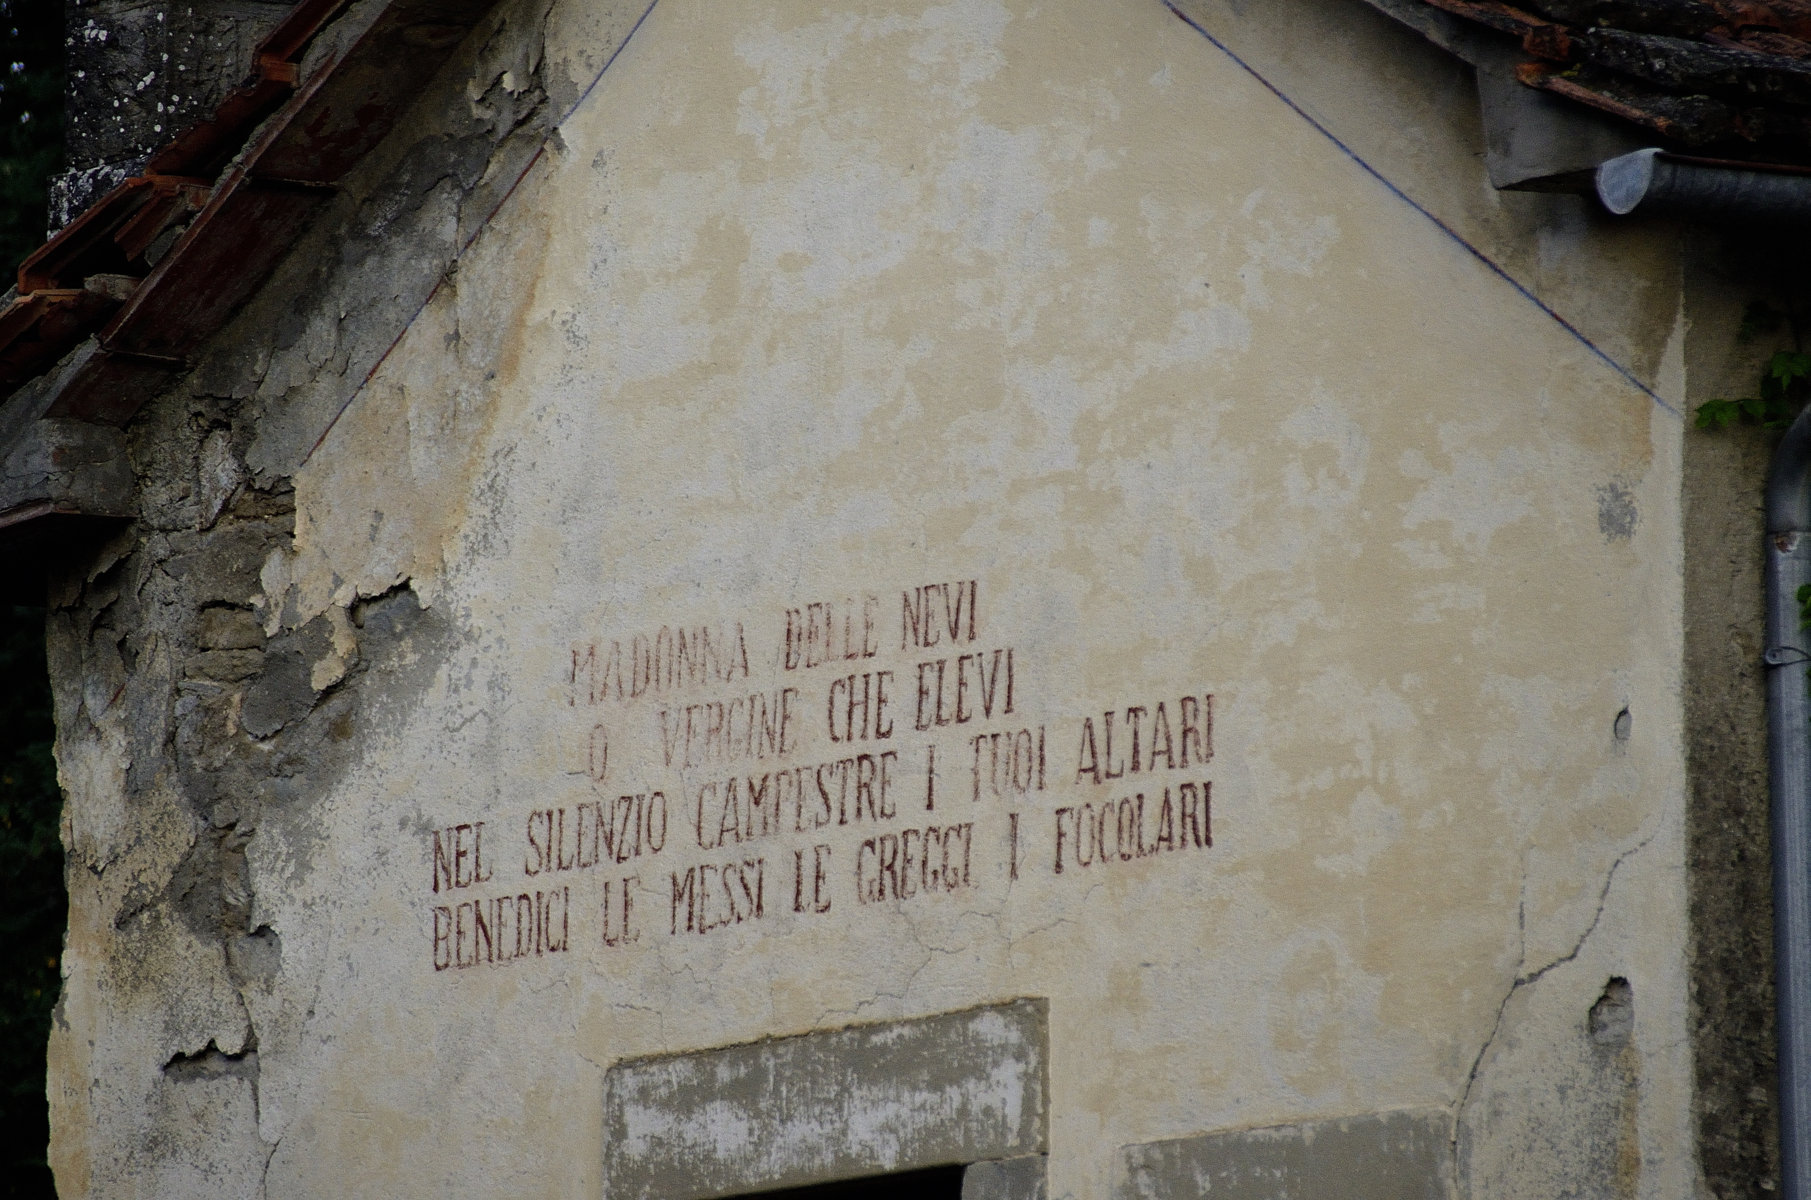 MADONNA DELLE NEVI
O VERGINE CHE ELEVI
NEL SILENZIO CAMPESTRE I TUOI ALTARI
BENEDICI LE MESSI LE GREGGI I FOCOLARI